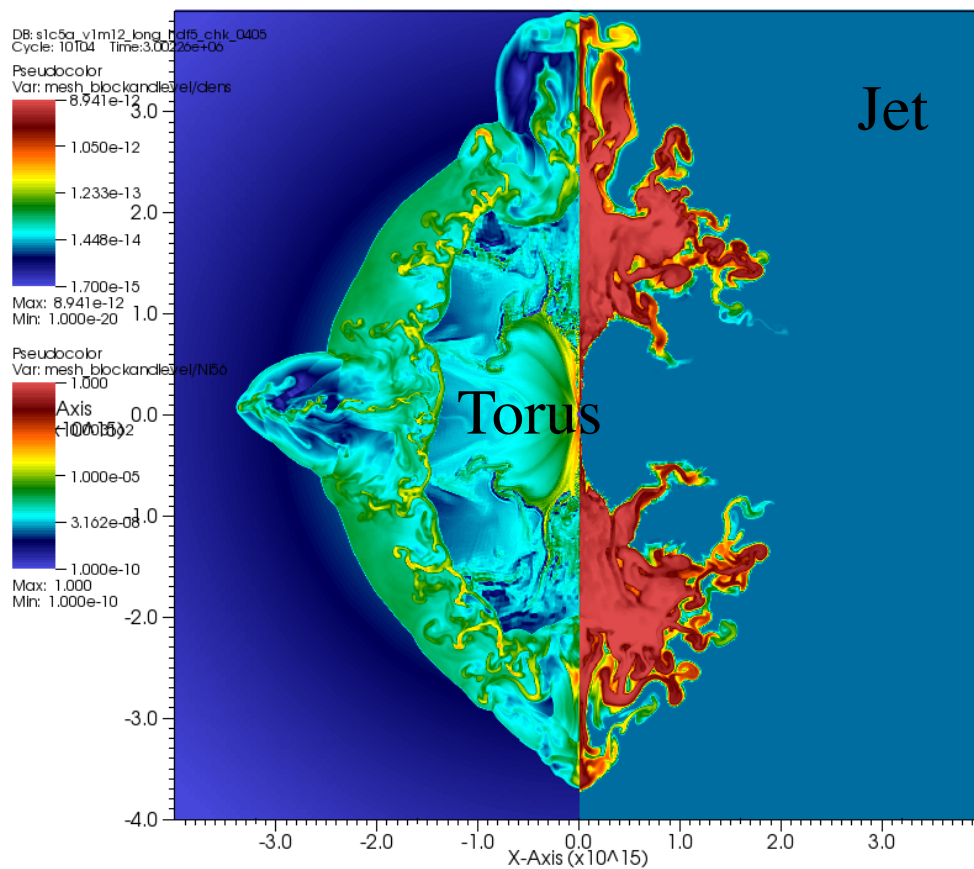 DB: s1c5a_v1m12_long_hdf5_chk_0405
Cycle: 10104 Time:3.00226e+06
Pseudocolor
Var: mesh_blockandlevel/dens
8.941e-12
1.050e-12
1.233e-13
1.448e-14
1.700e-15
Max: 8.941e-12
Min: 1.000e-20
Pseudocolor
Var: mesh_blockandlevel/Ni56
1.000
1.000e-05
3.162e-08
1.000e-10
Max: 1.000
Min: 1.000e-10
Axis
3.0
2.0
1.0
0.0
-1.0
-2.0
-3.0
-4.0
Jet
Torus
-3.0 -2.0 -1.0 0.0 1.0 2.0 3.0
X-Axis (x10^15)